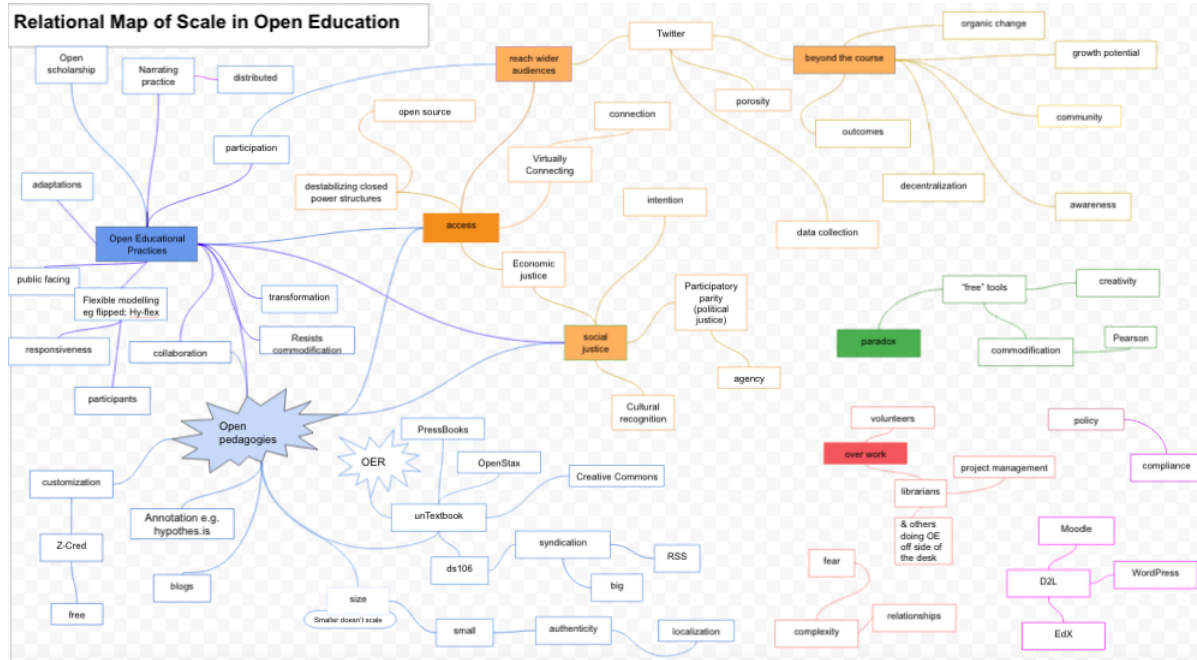 Relational Map of Scale in Open Education
Open
scholarship
Narrating
practice
distributed
participation
adaptations
Open Educational
Practices
public facing
Flexible modelling
eg flipped; Hy-flex
responsiveness
participants
collaboration
transformation
Resists
commodification
reach wider
audiences
Twitter
porosity
data collection
beyond the course
organic change
growth potential
community
awareness
decentralization
outcomes
open source
connection
Virtually
Connecting
destabilizing closed
power structures
access
intention
Economic
justice
Participatory
parity
(political
justice)
social
justice
agency
Cultural
recognition
"free" tools
creativity
paradox
commodification
Pearson
Open
pedagogies
customization
Z-Cred
free
Annotation e.g.
hypothes.is
blogs
OER
PressBooks
OpenStax
Creative Commons
unTextbook
ds106
syndication
RSS
big
size
Smaller doesn't scale
small
authenticity
localization
volunteers
over work
project management
librarians
& others
doing OE
off side of
the desk
fear
complexity
relationships
policy
compliance
Moodle
D2L
WordPress
EdX